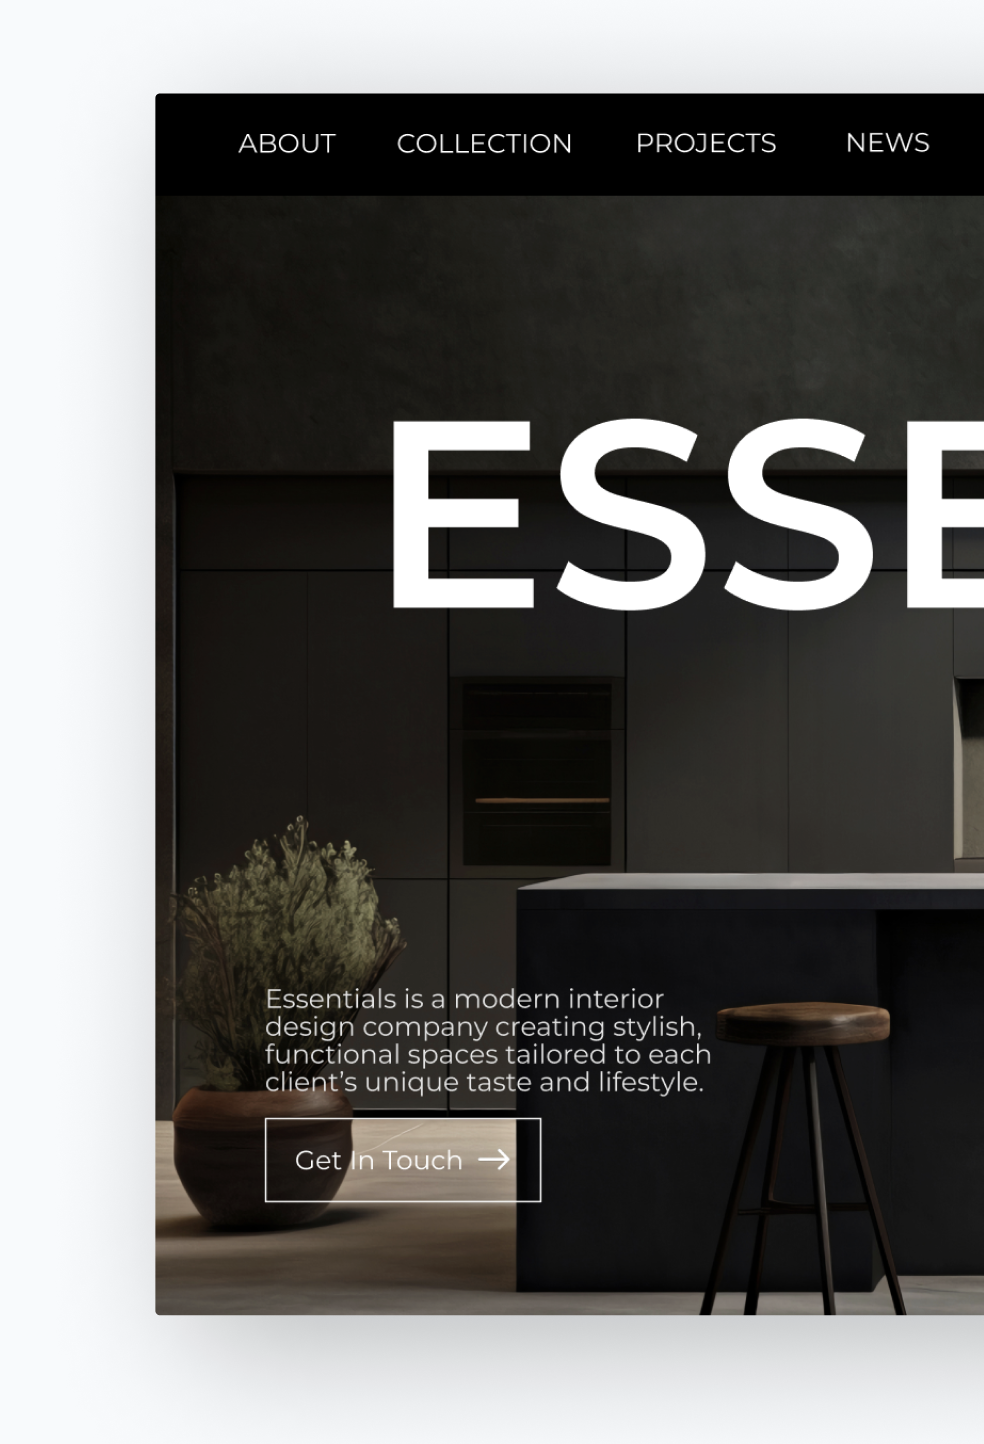 ABOUT COLLECTION PROJECTS NEWS
ESSE
Essentials is a modern interior
design company creating stylish,
functional spaces tailored to each
client’s unique taste and lifestyle.
Get In Touch →